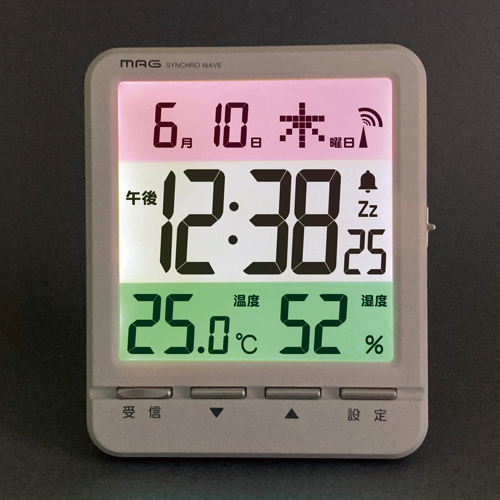 MAG SYNCHRO WAVE
6月 10日 木曜日
午後 12:38 25
Zz
温度 湿度
25.0℃ 52%
受信 ▼ ▲ 設定